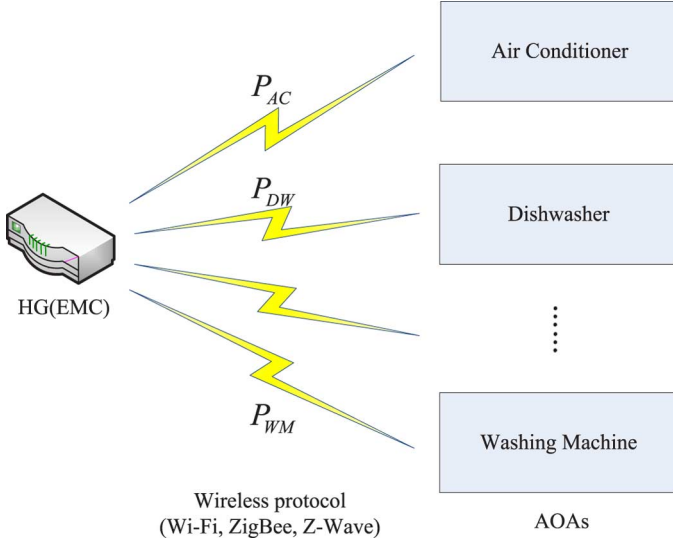 Air Conditioner
P_AC
P_DW
Dishwasher
HG(EMC)
P_WM
Washing Machine
Wireless protocol
(Wi-Fi, ZigBee, Z-Wave)
AOAs